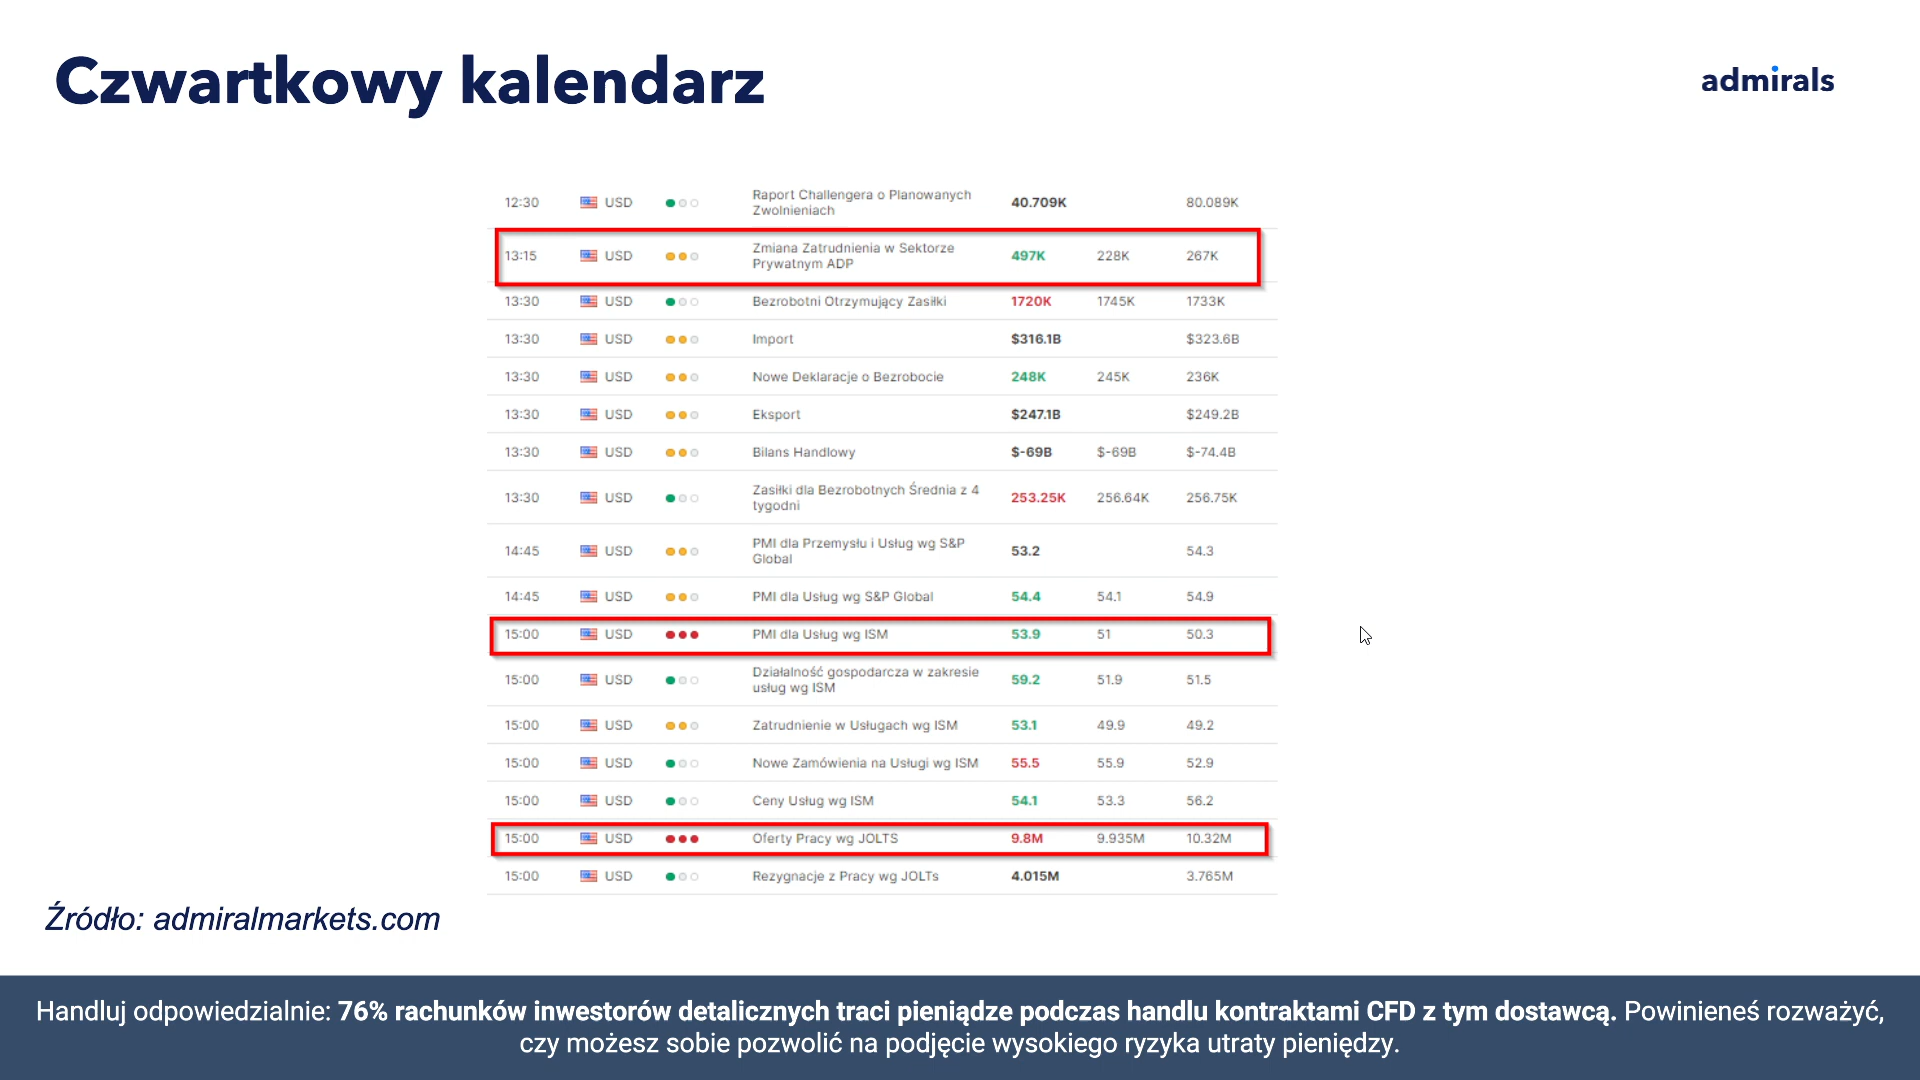 Czwartkowy kalendarz
admirals
12:30 USD Raport Challengera o Planowanych Zwolnieniach 40.709K 80.089K
13:15 USD Zmiana Zatrudnienia w Sektorze Prywatnym ADP 497K 228K 267K
13:30 USD Bezrobotni Otrzymujący Zasiłki 1720K 1745K 1733K
13:30 USD Import $316.1B $323.6B
13:30 USD Nowe Deklaracje o Bezrobocie 248K 245K 236K
13:30 USD Eksport $247.1B $249.2B
13:30 USD Bilans Handlowy $-69B $-69B $-74.4B
13:30 USD Zasiłki dla Bezrobotnych Średnia z 4 tygodni 253.25K 256.64K 256.75K
14:45 USD PMI dla Przemysłu i Usług wg S&P Global 53.2 54.3
14:45 USD PMI dla Usług wg S&P Global 54.4 54.1 54.9
15:00 USD PMI dla Usług wg ISM 53.9 51 50.3
15:00 USD Działalność gospodarcza w zakresie usług wg ISM 59.2 51.9 51.5
15:00 USD Zatrudnienie w Usługach wg ISM 53.1 49.9 49.2
15:00 USD Nowe Zamówienia na Usługi wg ISM 55.5 55.9 52.9
15:00 USD Ceny Usług wg ISM 54.1 53.3 56.2
15:00 USD Oferty Pracy wg JOLTS 9.8M 9.935M 10.32M
15:00 USD Rezygnacje z Pracy wg JOLTs 4.015M 3.765M
Źródło: admiralmarkets.com
Handluj odpowiedzialnie: 76% rachunków inwestorów detalicznych traci pieniądze podczas handlu kontraktami CFD z tym dostawcą. Powinieneś rozważyć,
czy możesz sobie pozwolić na podjęcie wysokiego ryzyka utraty pieniędzy.